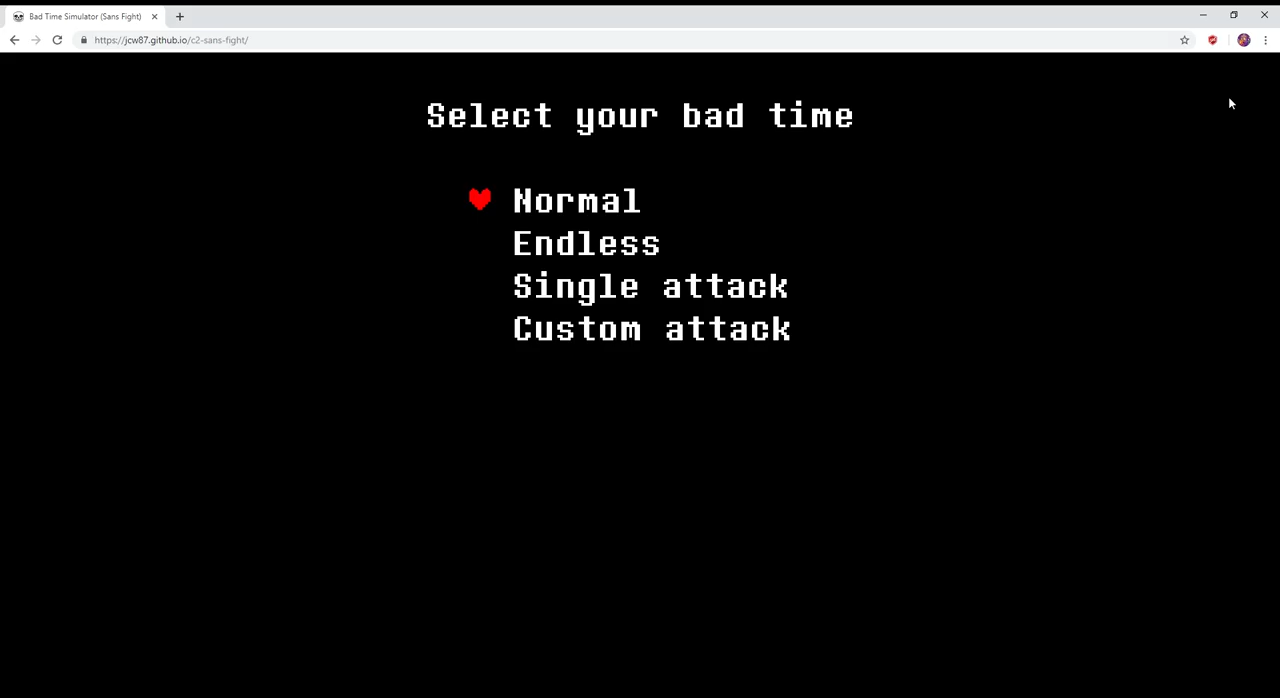 Bad Time Simulator (Sans Fight)
https://jcw87.github.io/c2-sans-fight/
Select your bad time
Normal
Endless
Single attack
Custom attack